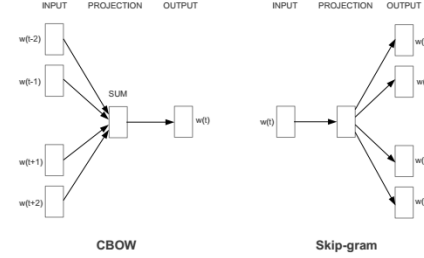 INPUT PROJECTION OUTPUT
w(t-2)
w(t-1)
SUM
w(t)
w(t+1)
w(t+2)
CBOW
INPUT PROJECTION OUTPUT
w(t)
Skip-gram